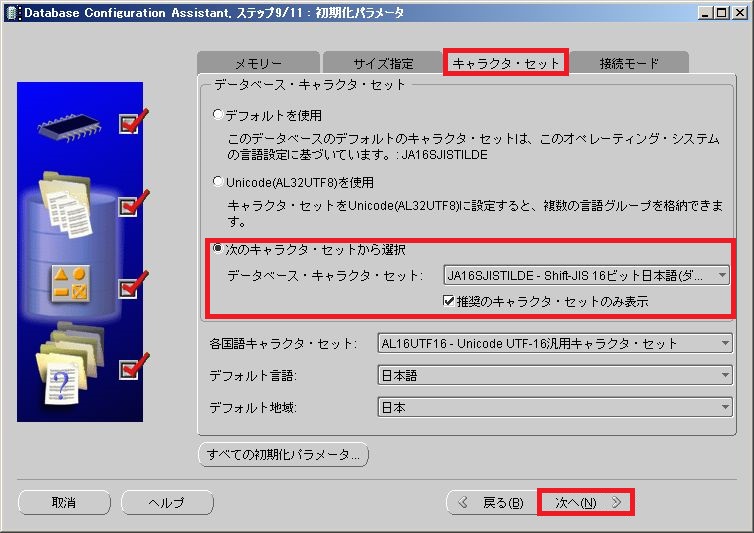 Database Configuration Assistant, ステップ9/11 : 初期化パラメータ
メモリー
サイズ指定
キャラクタ・セット
接続モード
データベース・キャラクタ・セット
デフォルトを使用
このデータベースのデフォルトのキャラクタ・セットは、このオペレーティング・システム
の言語設定に基づいています。: JA16SJISTILDE
Unicode(AL32UTF8)を使用
キャラクタ・セットをUnicode(AL32UTF8)に設定すると、複数の言語グループを格納できま
す。
次のキャラクタ・セットから選択
データベース・キャラクタ・セット: JA16SJISTILDE - Shift-JIS 16ビット日本語(ダ...
推奨のキャラクタ・セットのみ表示
各国語キャラクタ・セット: AL16UTF16 - Unicode UTF-16汎用キャラクタ・セット
デフォルト言語: 日本語
デフォルト地域: 日本
すべての初期化パラメータ...
取消
ヘルプ
戻る(B)
次へ(N)